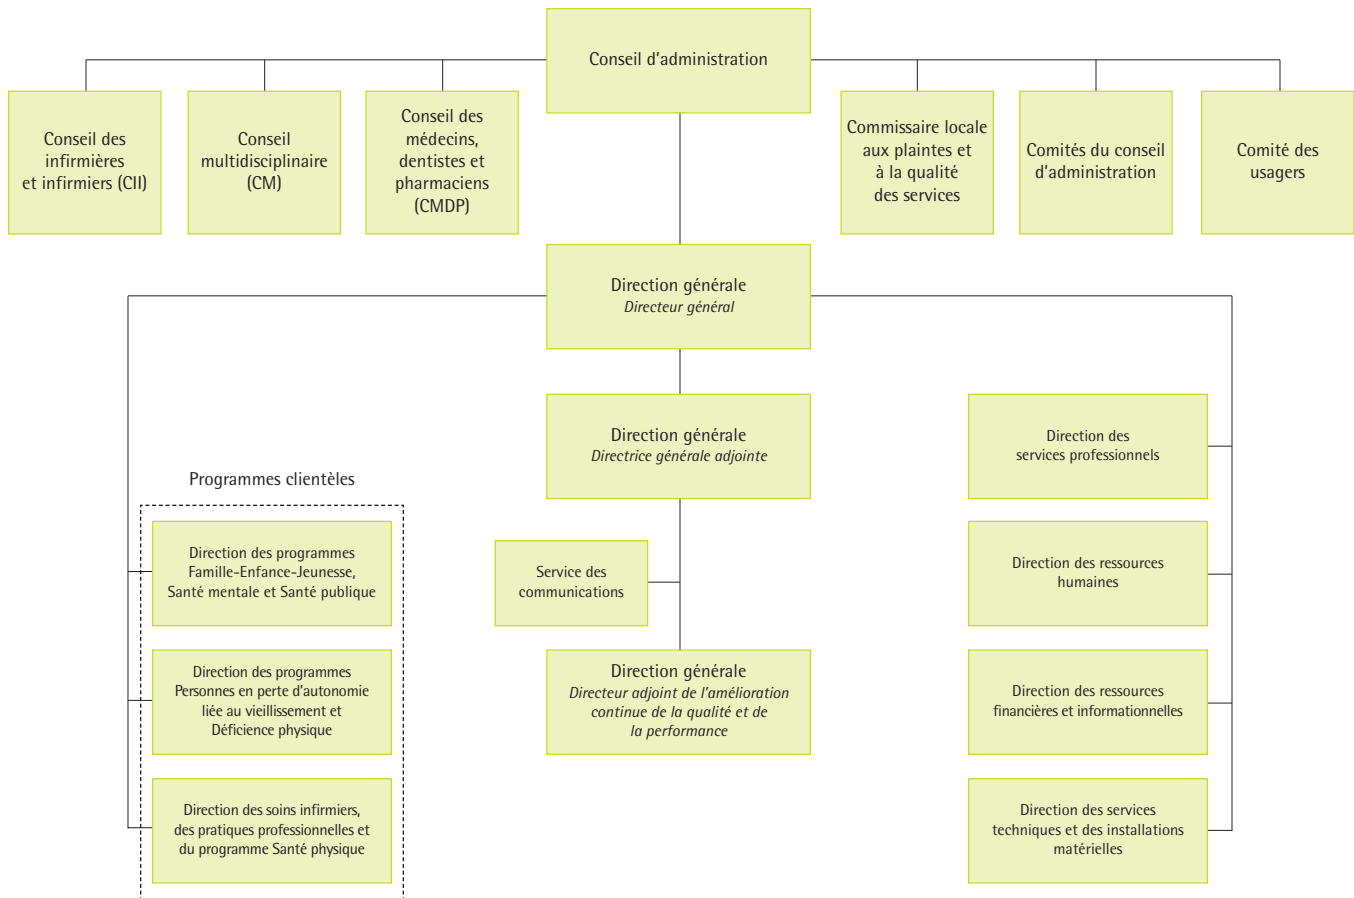 Conseil d'administration
Conseil des
infirmières
et infirmiers (CII)
Conseil
multidisciplinaire
(CM)
Conseil des
médecins,
dentistes et
pharmaciens
(CMDP)
Commissaire locale
aux plaintes et
à la qualité
des services
Comités du conseil
d'administration
Comité des
usagers
Direction générale
Directeur général
Direction générale
Directrice générale adjointe
Service des
communications
Direction générale
Directeur adjoint de l'amélioration
continue de la qualité et de
la performance
Programmes clientèles
Direction des programmes
Famille-Enfance-Jeunesse,
Santé mentale et Santé publique
Direction des programmes
Personnes en perte d'autonomie
liée au vieillissement et
Déficience physique
Direction des soins infirmiers,
des pratiques professionnelles et
du programme Santé physique
Direction des
services professionnels
Direction des ressources
humaines
Direction des ressources
financières et informationnelles
Direction des services
techniques et des installations
matérielles